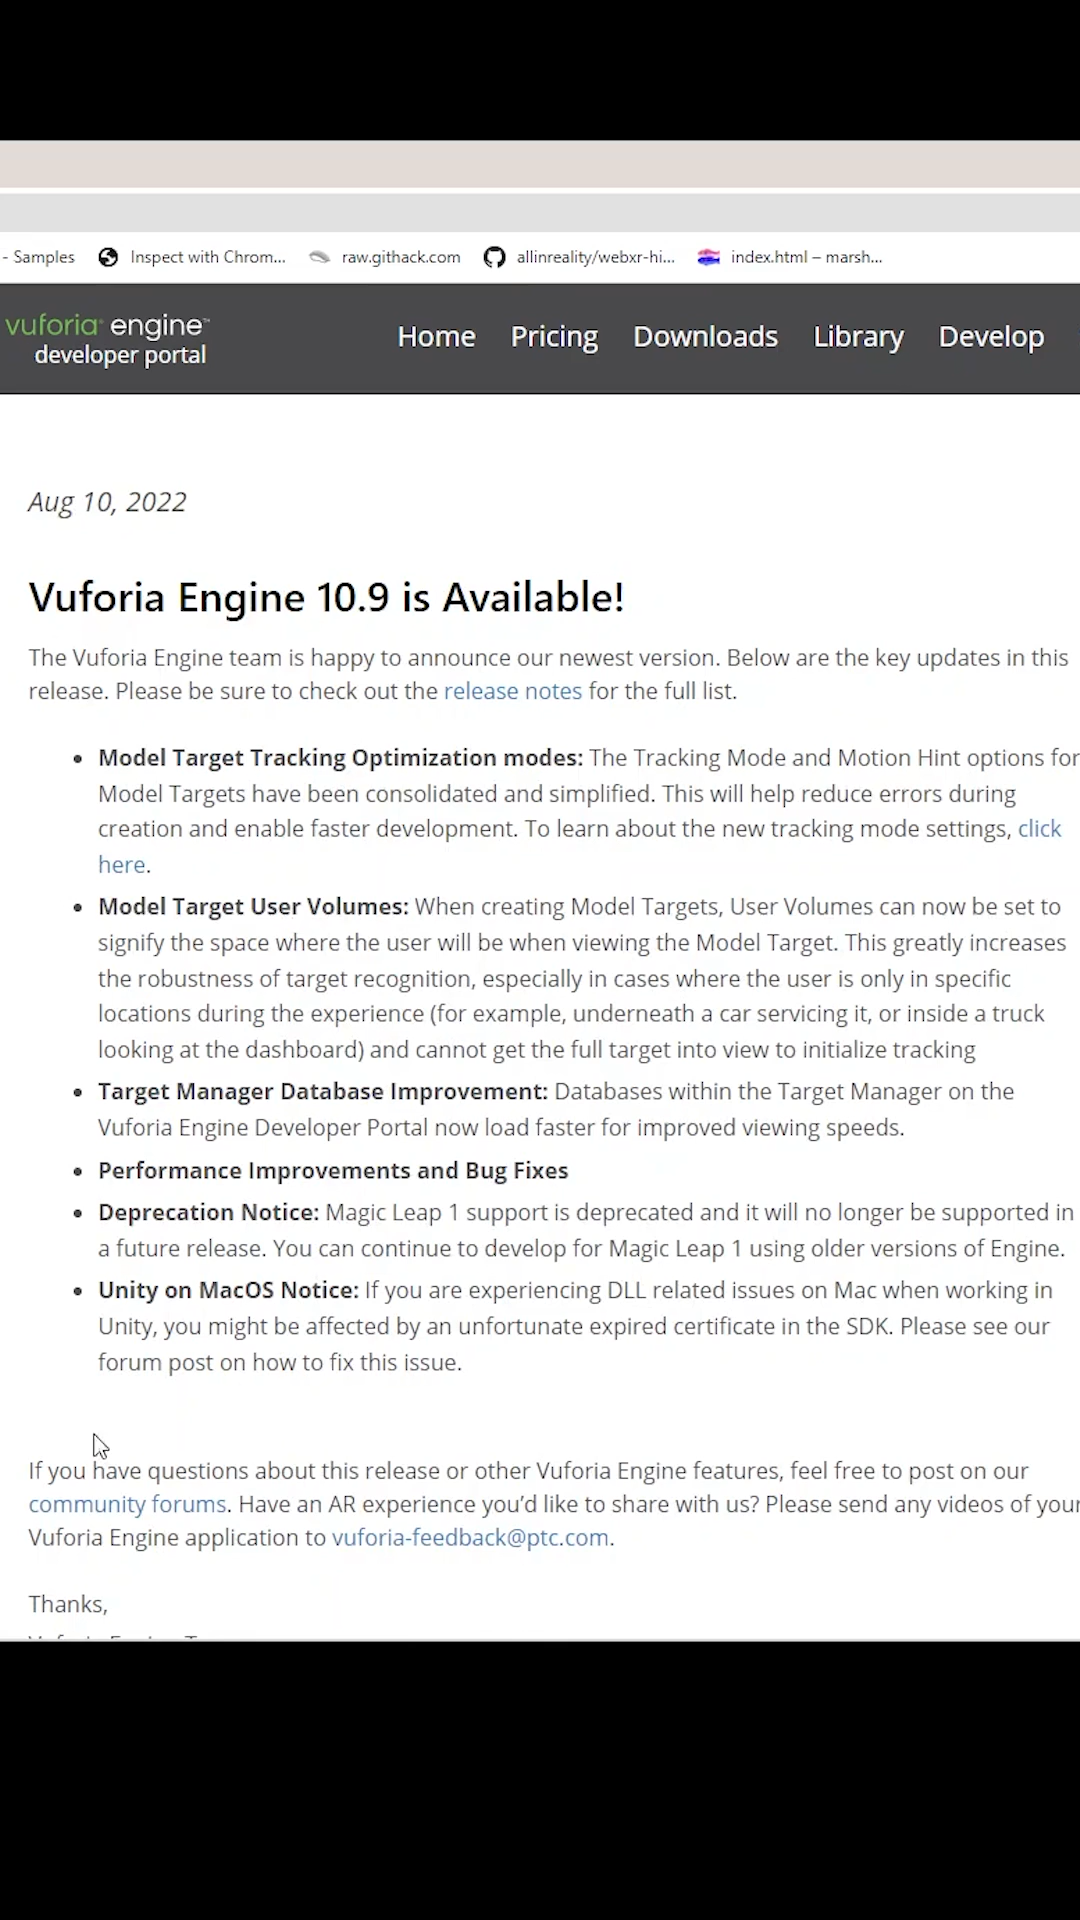 - Samples Inspect with Chrom... raw.githack.com allinreality/webxr-hi... index.html – marsh...
vuforia® engine™
developer portal
Home Pricing Downloads Library Develop
Aug 10, 2022
Vuforia Engine 10.9 is Available!
The Vuforia Engine team is happy to announce our newest version. Below are the key updates in this
release. Please be sure to check out the release notes for the full list.
• Model Target Tracking Optimization modes: The Tracking Mode and Motion Hint options for
Model Targets have been consolidated and simplified. This will help reduce errors during
creation and enable faster development. To learn about the new tracking mode settings, click
here.
• Model Target User Volumes: When creating Model Targets, User Volumes can now be set to
signify the space where the user will be when viewing the Model Target. This greatly increases
the robustness of target recognition, especially in cases where the user is only in specific
locations during the experience (for example, underneath a car servicing it, or inside a truck
looking at the dashboard) and cannot get the full target into view to initialize tracking
• Target Manager Database Improvement: Databases within the Target Manager on the
Vuforia Engine Developer Portal now load faster for improved viewing speeds.
• Performance Improvements and Bug Fixes
• Deprecation Notice: Magic Leap 1 support is deprecated and it will no longer be supported in
a future release. You can continue to develop for Magic Leap 1 using older versions of Engine.
• Unity on MacOS Notice: If you are experiencing DLL related issues on Mac when working in
Unity, you might be affected by an unfortunate expired certificate in the SDK. Please see our
forum post on how to fix this issue.
If you have questions about this release or other Vuforia Engine features, feel free to post on our
community forums. Have an AR experience you'd like to share with us? Please send any videos of your
Vuforia Engine application to vuforia-feedback@ptc.com.
Thanks,